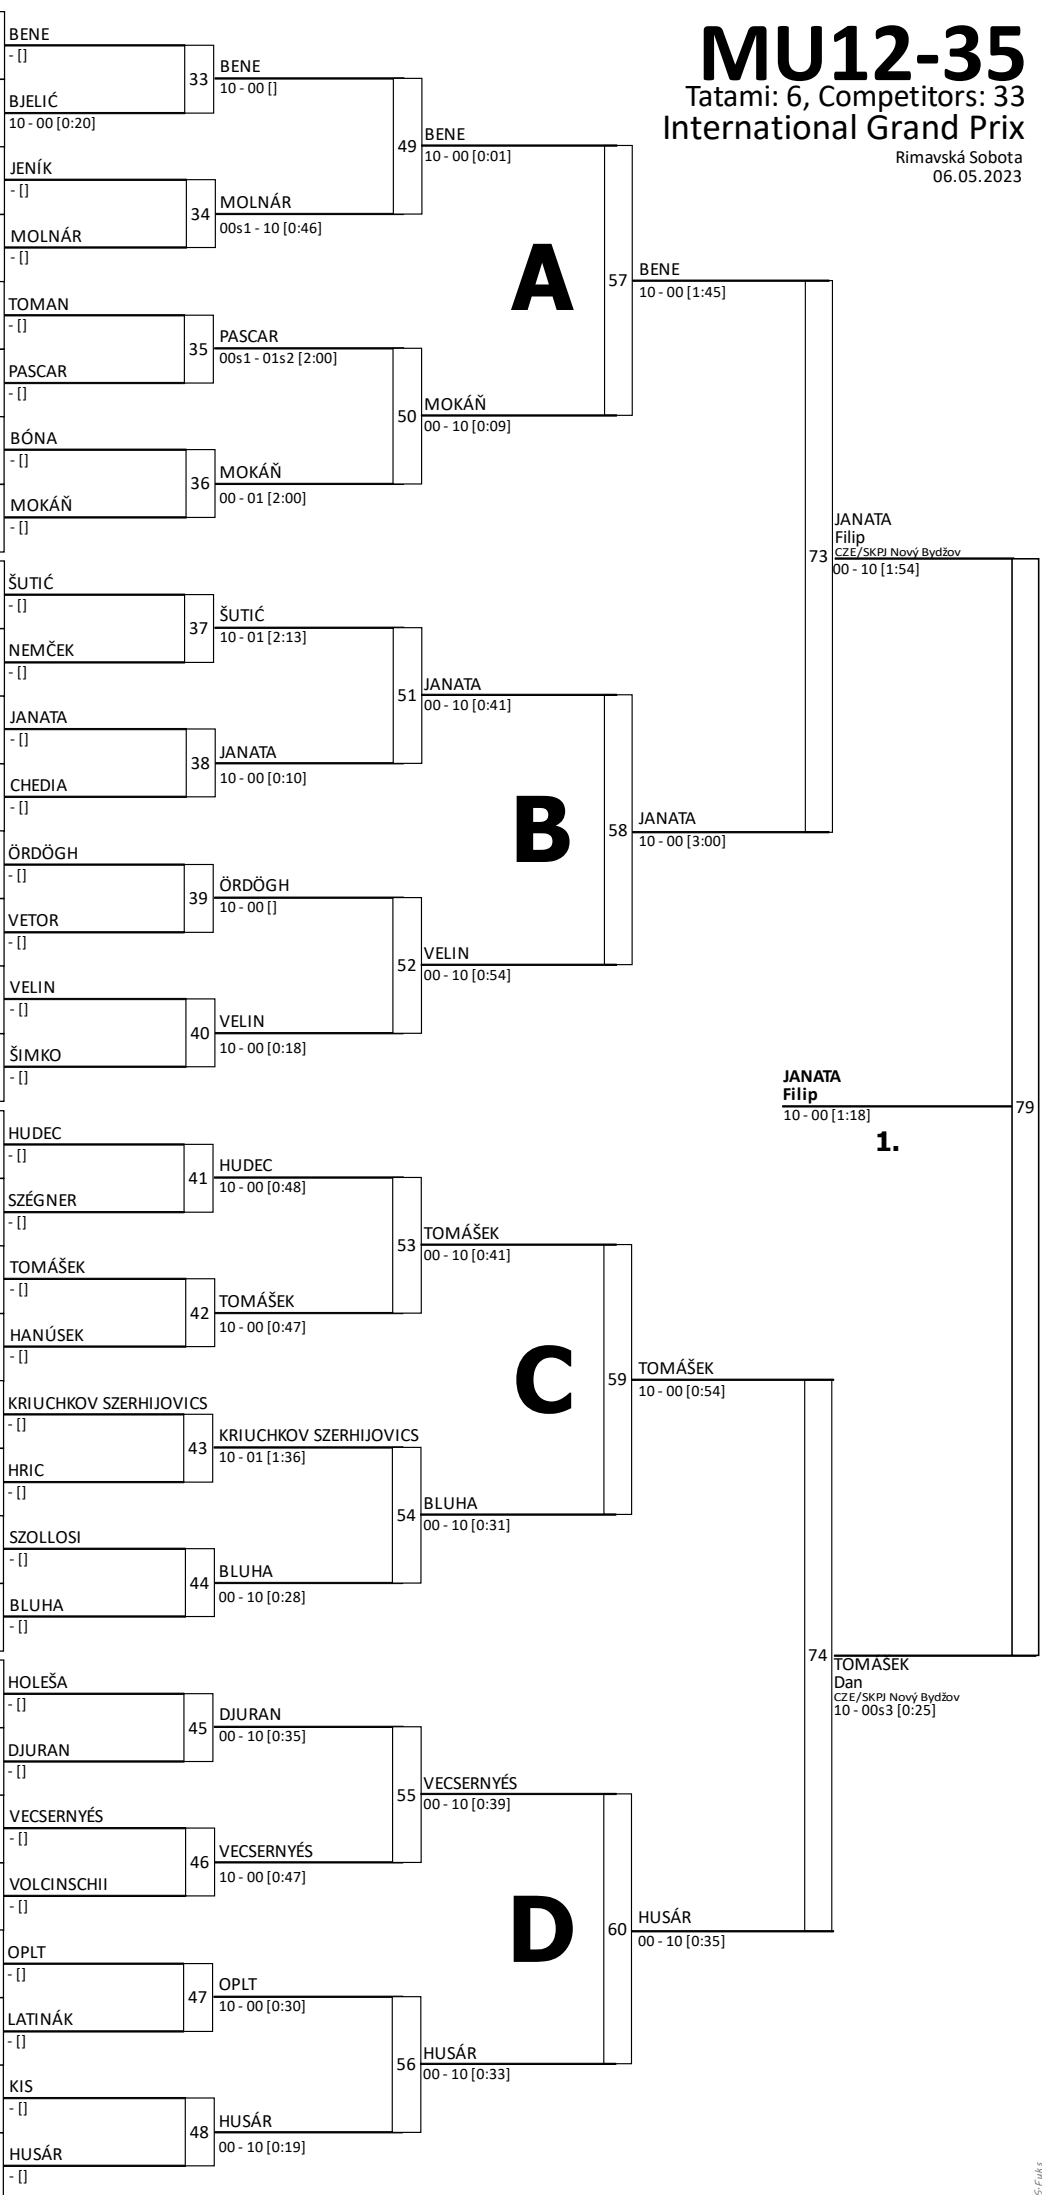 MU12-35
Tatami: 6, Competitors: 33
International Grand Prix
Rimavská Sobota
06.05.2023
BENE
- []
33
BJELIĆ
10 - 00 [0:20]
JENÍK
- []
34
MOLNÁR
- []
TOMAN
- []
35
PASCAR
- []
BÓNA
- []
36
MOKÁŇ
- []
ŠUTIĆ
- []
37
NEMČEK
- []
JANATA
- []
38
CHEDIA
- []
ÖRDÖGH
- []
39
VETOR
- []
VELIN
- []
40
ŠIMKO
- []
HUDEC
- []
41
SZÉGNER
- []
TOMÁŠEK
- []
42
HANÚSEK
- []
KRIUCHKOV SZERHIJOVICS
- []
43
HRIC
- []
SZOLLOSI
- []
44
BLUHA
- []
HOLEŠA
- []
45
DJURAN
- []
VECSERNYÉS
- []
46
VOLCINSCHII
- []
OPLT
- []
47
LATINÁK
- []
KIS
- []
48
HUSÁR
- []
BENE
10 - 00 []
49
MOLNÁR
00s1 - 10 [0:46]
PASCAR
00s1 - 01s2 [2:00]
50
MOKÁŇ
00 - 01 [2:00]
ŠUTIĆ
10 - 01 [2:13]
51
JANATA
10 - 00 [0:10]
ÖRDÖGH
10 - 00 []
52
VELIN
10 - 00 [0:18]
HUDEC
10 - 00 [0:48]
53
TOMÁŠEK
10 - 00 [0:47]
KRIUCHKOV SZERHIJOVICS
10 - 01 [1:36]
54
BLUHA
00 - 10 [0:28]
DJURAN
00 - 10 [0:35]
55
VECSERNYÉS
10 - 00 [0:47]
OPLT
10 - 00 [0:30]
56
HUSÁR
00 - 10 [0:19]
BENE
10 - 00 [0:01]
A
57
MOKÁŇ
00 - 10 [0:09]
JANATA
00 - 10 [0:41]
B
58
VELIN
00 - 10 [0:54]
TOMÁŠEK
00 - 10 [0:41]
C
59
BLUHA
00 - 10 [0:31]
VECSERNYÉS
00 - 10 [0:39]
D
60
HUSÁR
00 - 10 [0:33]
BENE
10 - 00 [1:45]
73
JANATA
10 - 00 [3:00]
TOMÁŠEK
10 - 00 [0:54]
74
HUSÁR
00 - 10 [0:35]
JANATA
Filip
CZE/SKPJ Nový Bydžov
00 - 10 [1:54]
79
TOMÁŠEK
Dan
CZE/SKPJ Nový Bydžov
10 - 00s3 [0:25]
JANATA
Filip
10 - 00 [1:18]
1.